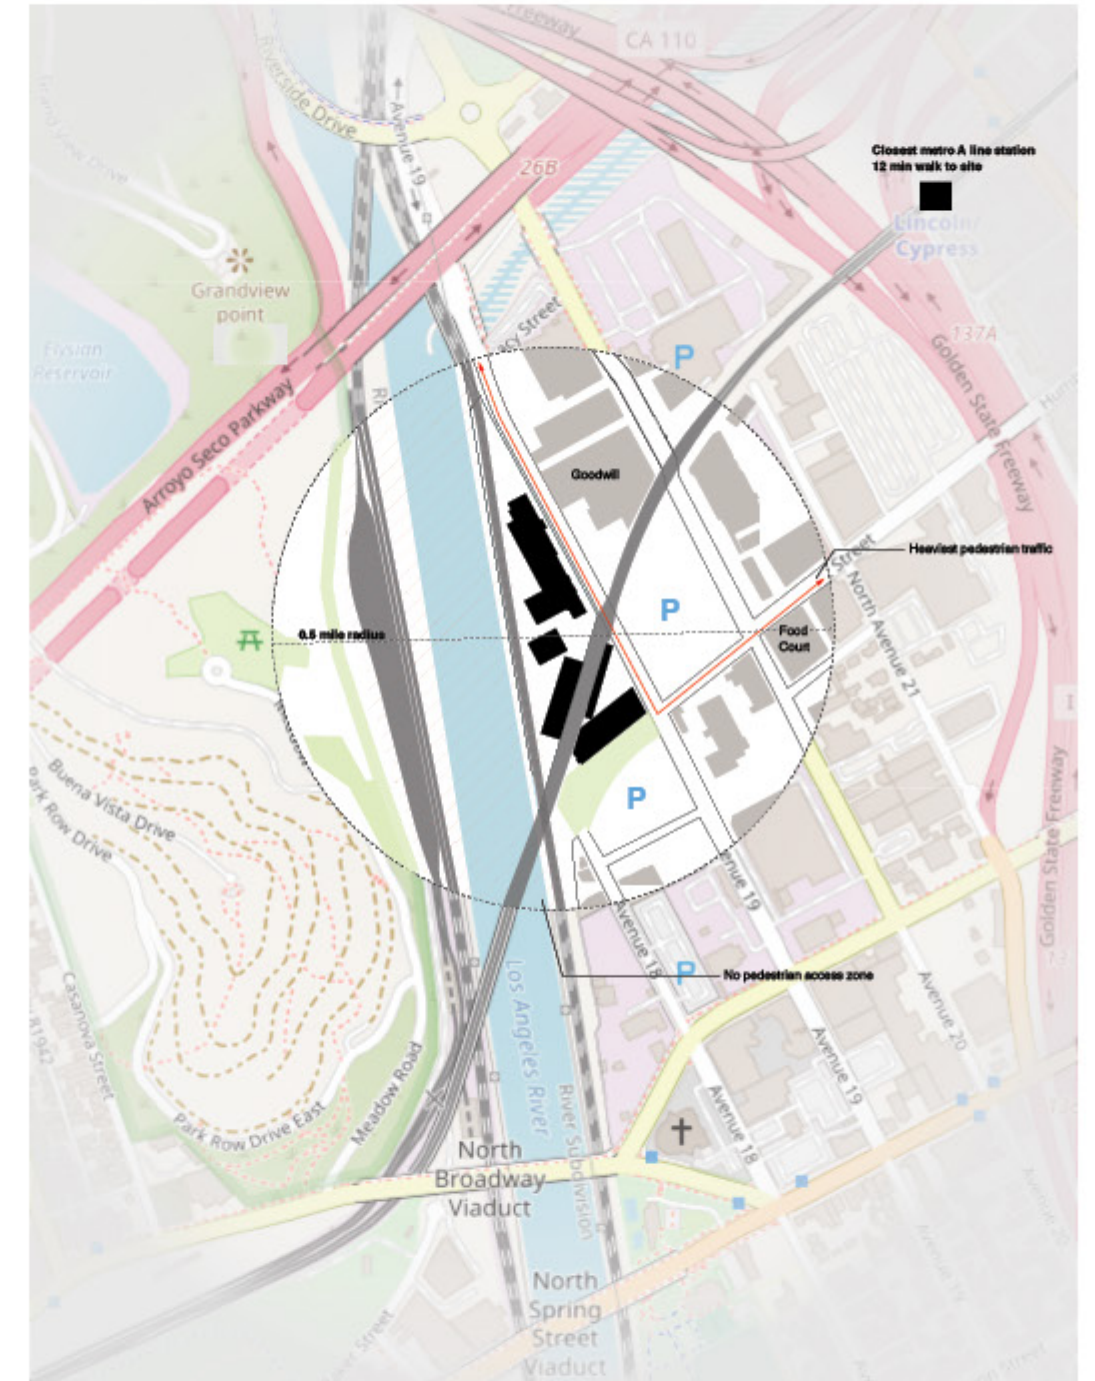 Freeway
CA 110
Riverside Drive
Avenue 19
26B
Closest metro A line station
12 min walk to site
Lincoln/
Cypress
Grandview
point
Elysian
Reservoir
137A
Golden State Freeway
P
Arroyo Seco Parkway
Goodwill
Street
Heaviest pedestrian traffic
P
0.5 mile radius
Food
Court
North Avenue 21
Buena Vista Drive
Park Row Drive
P
Avenue 18
Golden State Freeway
P
No pedestrian access zone
Los Angeles River
Casanova Street
Avenue 20
Avenue 19
Meadow Road
Park Row Drive East
River Subdivision
Avenue 18
North
Broadway
Viaduct
North
Spring
Street
Viaduct